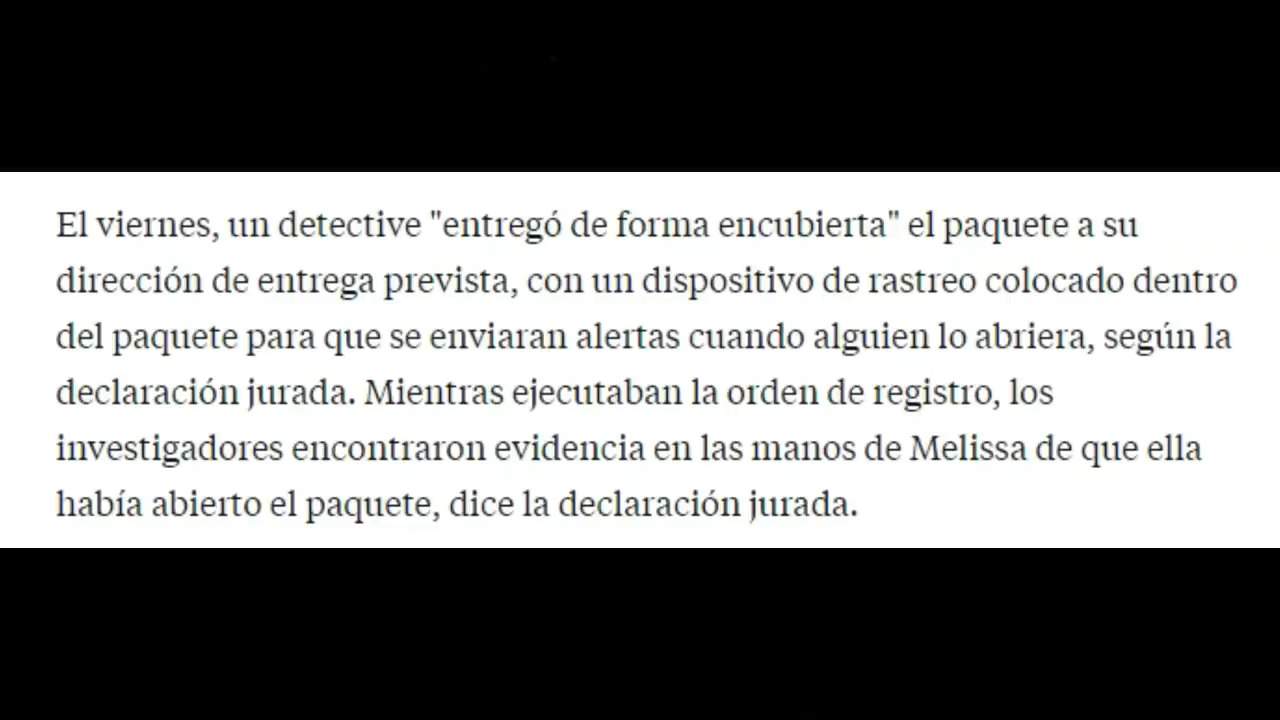 El viernes, un detective "entregó de forma encubierta" el paquete a su
dirección de entrega prevista, con un dispositivo de rastreo colocado dentro
del paquete para que se enviaran alertas cuando alguien lo abriera, según la
declaración jurada. Mientras ejecutaban la orden de registro, los
investigadores encontraron evidencia en las manos de Melissa de que ella
había abierto el paquete, dice la declaración jurada.